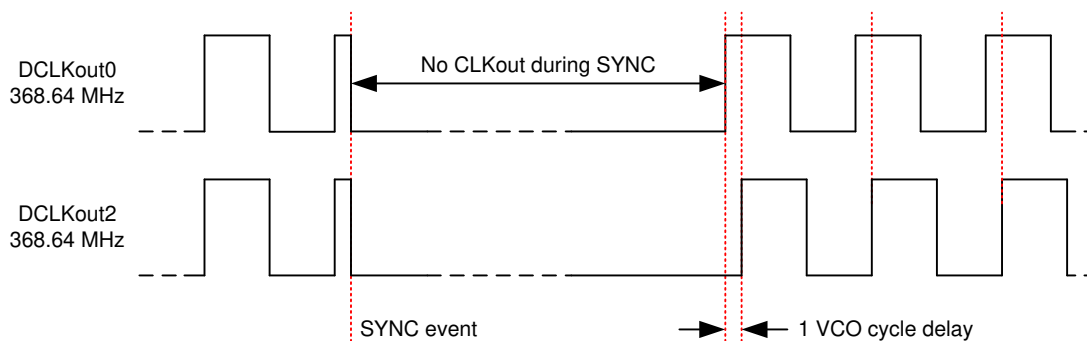 DCLKout0
368.64 MHz
No CLKout during SYNC
DCLKout2
368.64 MHz
SYNC event
1 VCO cycle delay